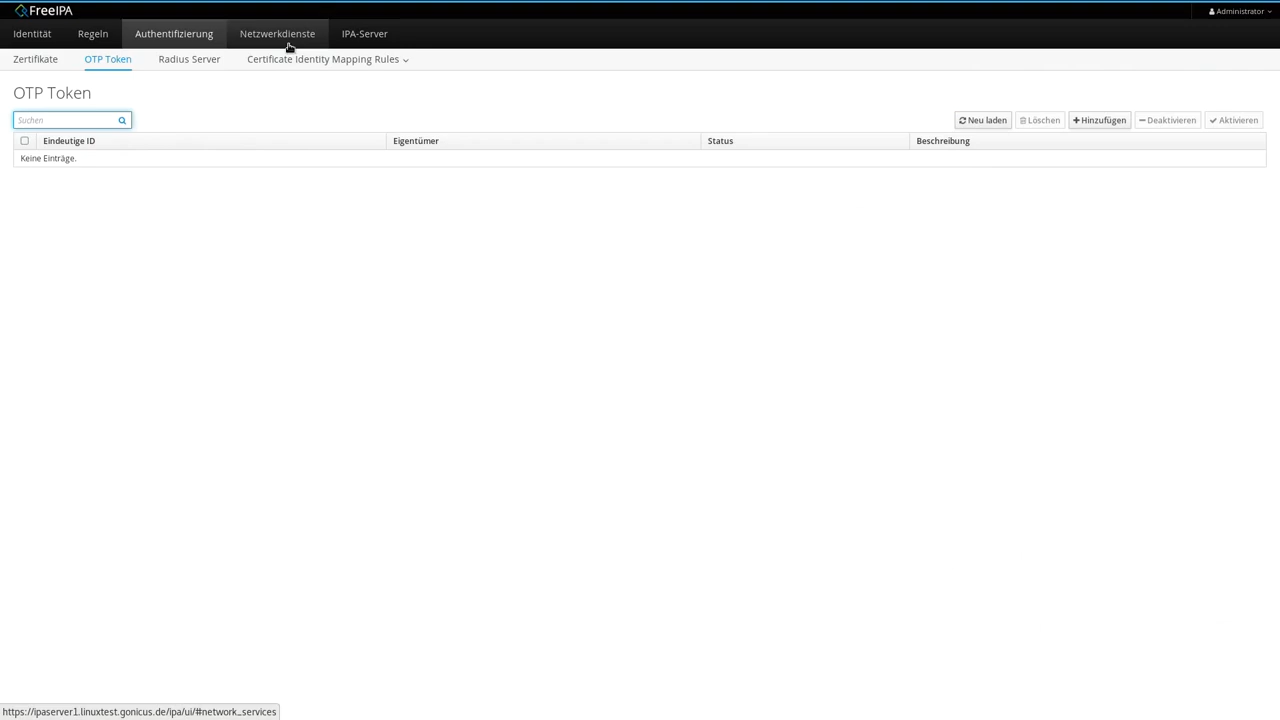 FreeIPA
Administrator
Identität Regeln Authentifizierung Netzwerkdienste IPA-Server
Zertifikate OTP Token Radius Server Certificate Identity Mapping Rules
OTP Token
Suchen Neu laden Löschen Hinzufügen Deaktivieren Aktivieren
Eindeutige ID Eigentümer Status Beschreibung
Keine Einträge.
https://ipaserver1.linuxtest.gonicus.de/ipa/ui/#network_services